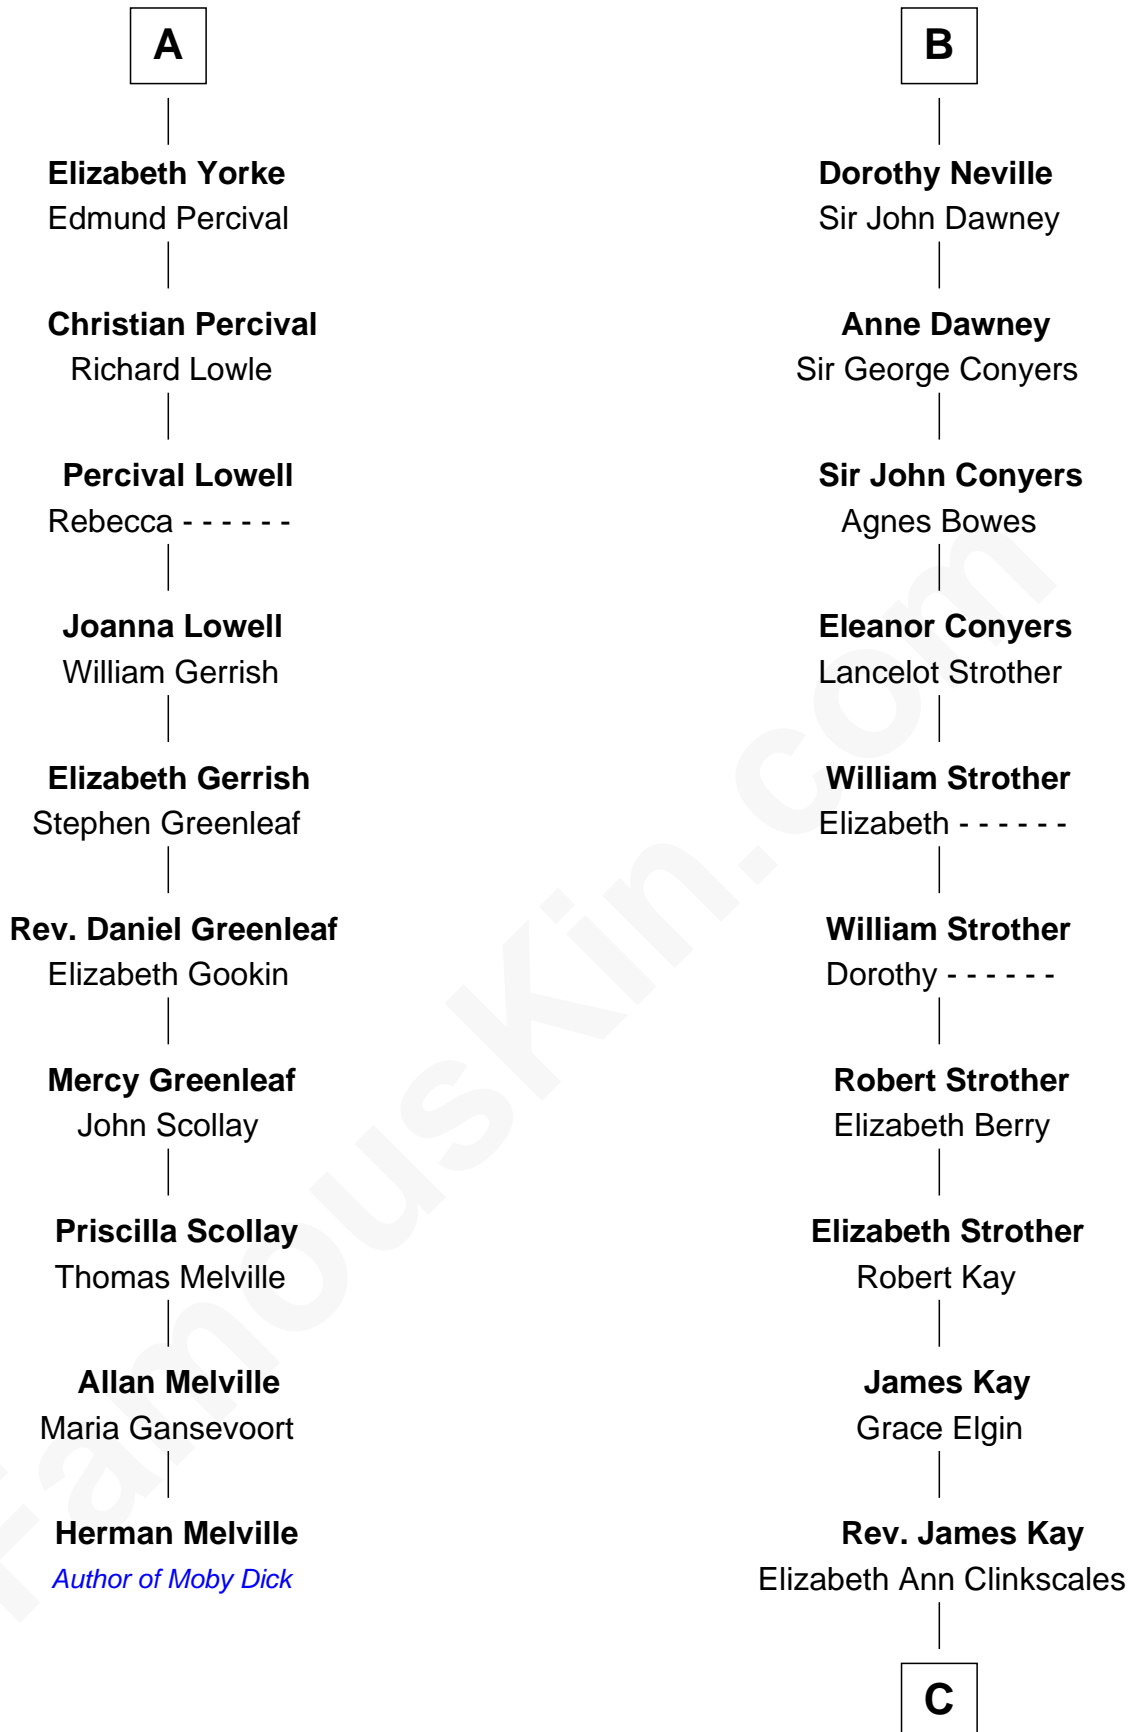 A
Elizabeth Yorke
Edmund Percival
Christian Percival
Richard Lowle
Percival Lowell
Rebecca - - - - - -
Joanna Lowell
William Gerrish
Elizabeth Gerrish
Stephen Greenleaf
Rev. Daniel Greenleaf
Elizabeth Gookin
Mercy Greenleaf
John Scollay
Priscilla Scollay
Thomas Melville
Allan Melville
Maria Gansevoort
Herman Melville
Author of Moby Dick
B
Dorothy Neville
Sir John Dawney
Anne Dawney
Sir George Conyers
Sir John Conyers
Agnes Bowes
Eleanor Conyers
Lancelot Strother
William Strother
Elizabeth - - - - - -
William Strother
Dorothy - - - - - -
Robert Strother
Elizabeth Berry
Elizabeth Strother
Robert Kay
James Kay
Grace Elgin
Rev. James Kay
Elizabeth Ann Clinkscales
C
FamousKin.com